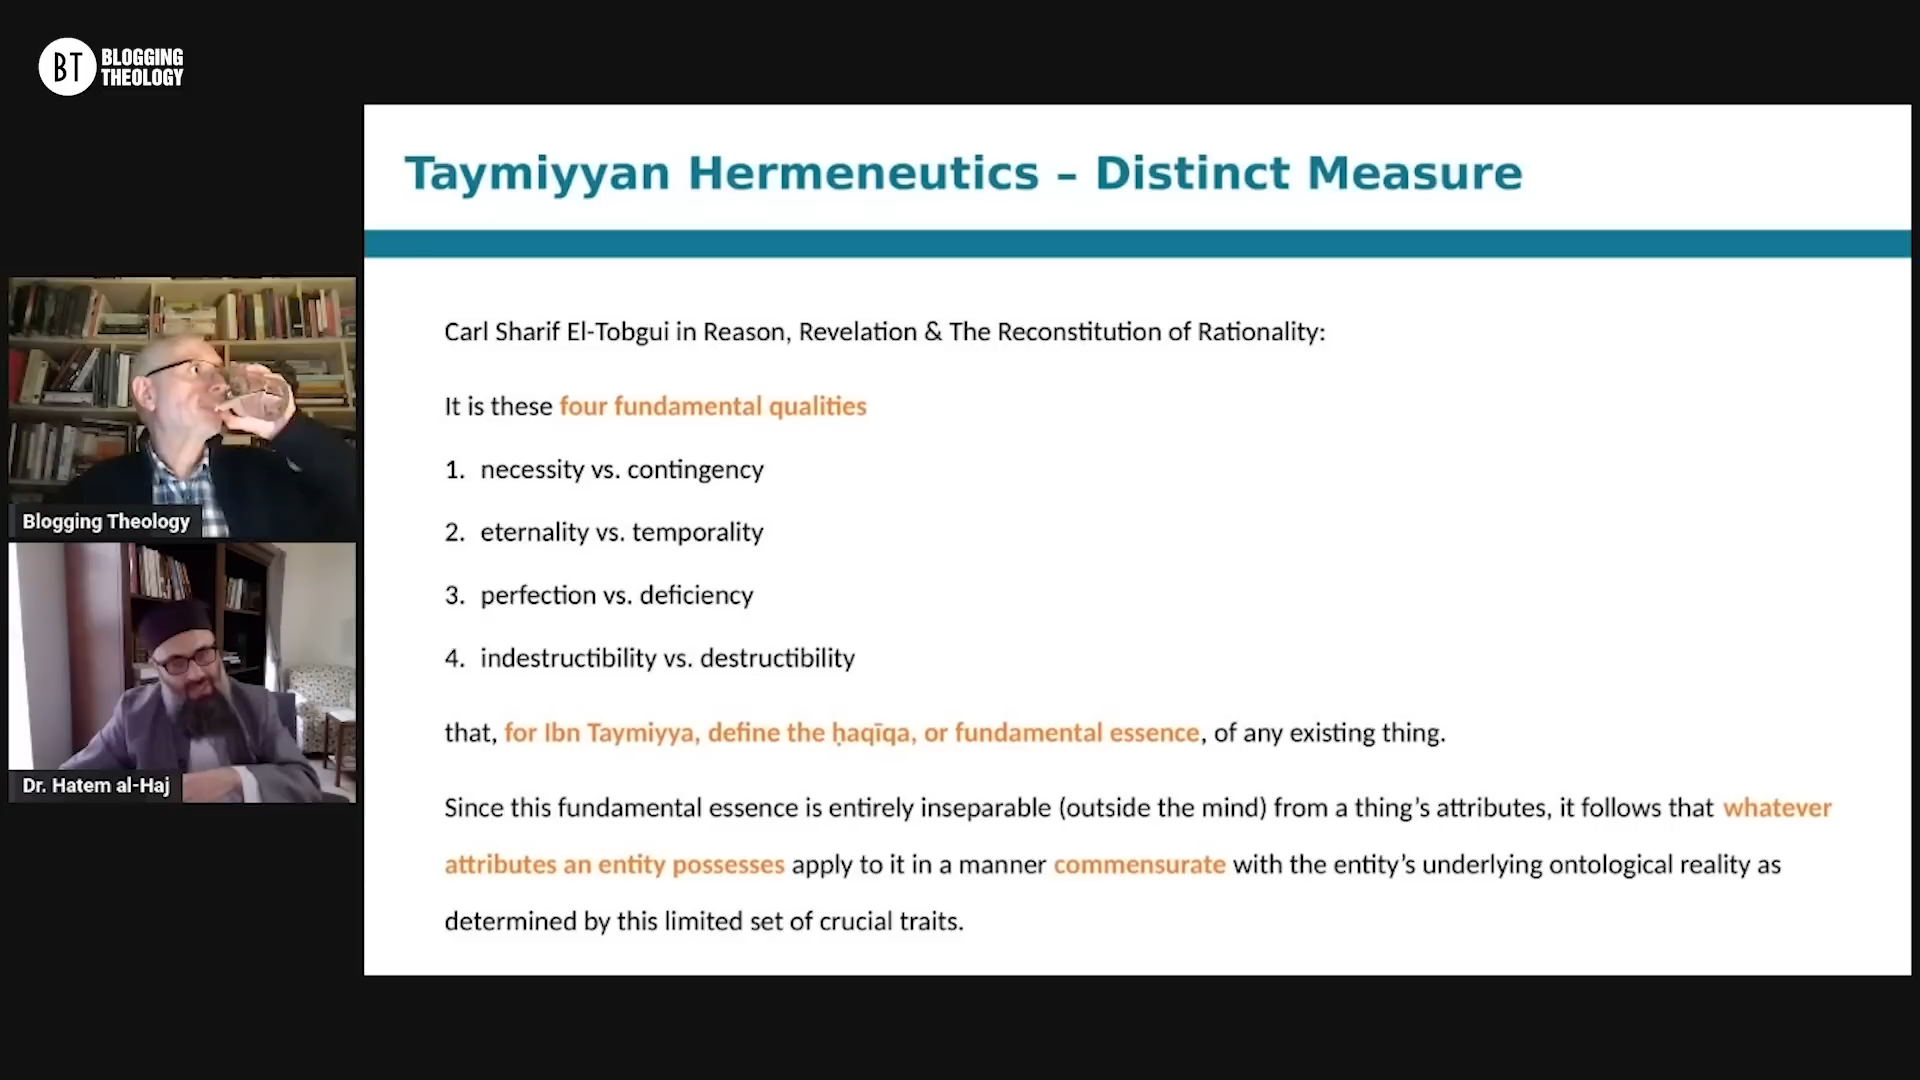 BT BLOGGING
THEOLOGY
Taymiyyan Hermeneutics – Distinct Measure
Carl Sharif El-Tobgui in Reason, Revelation & The Reconstitution of Rationality:
It is these four fundamental qualities
1. necessity vs. contingency
2. eternality vs. temporality
3. perfection vs. deficiency
4. indestructibility vs. destructibility
that, for Ibn Taymiyya, define the ḥaqīqa, or fundamental essence, of any existing thing.
Since this fundamental essence is entirely inseparable (outside the mind) from a thing’s attributes, it follows that whatever
attributes an entity possesses apply to it in a manner commensurate with the entity’s underlying ontological reality as
determined by this limited set of crucial traits.
Blogging Theology
Dr. Hatem al-Haj